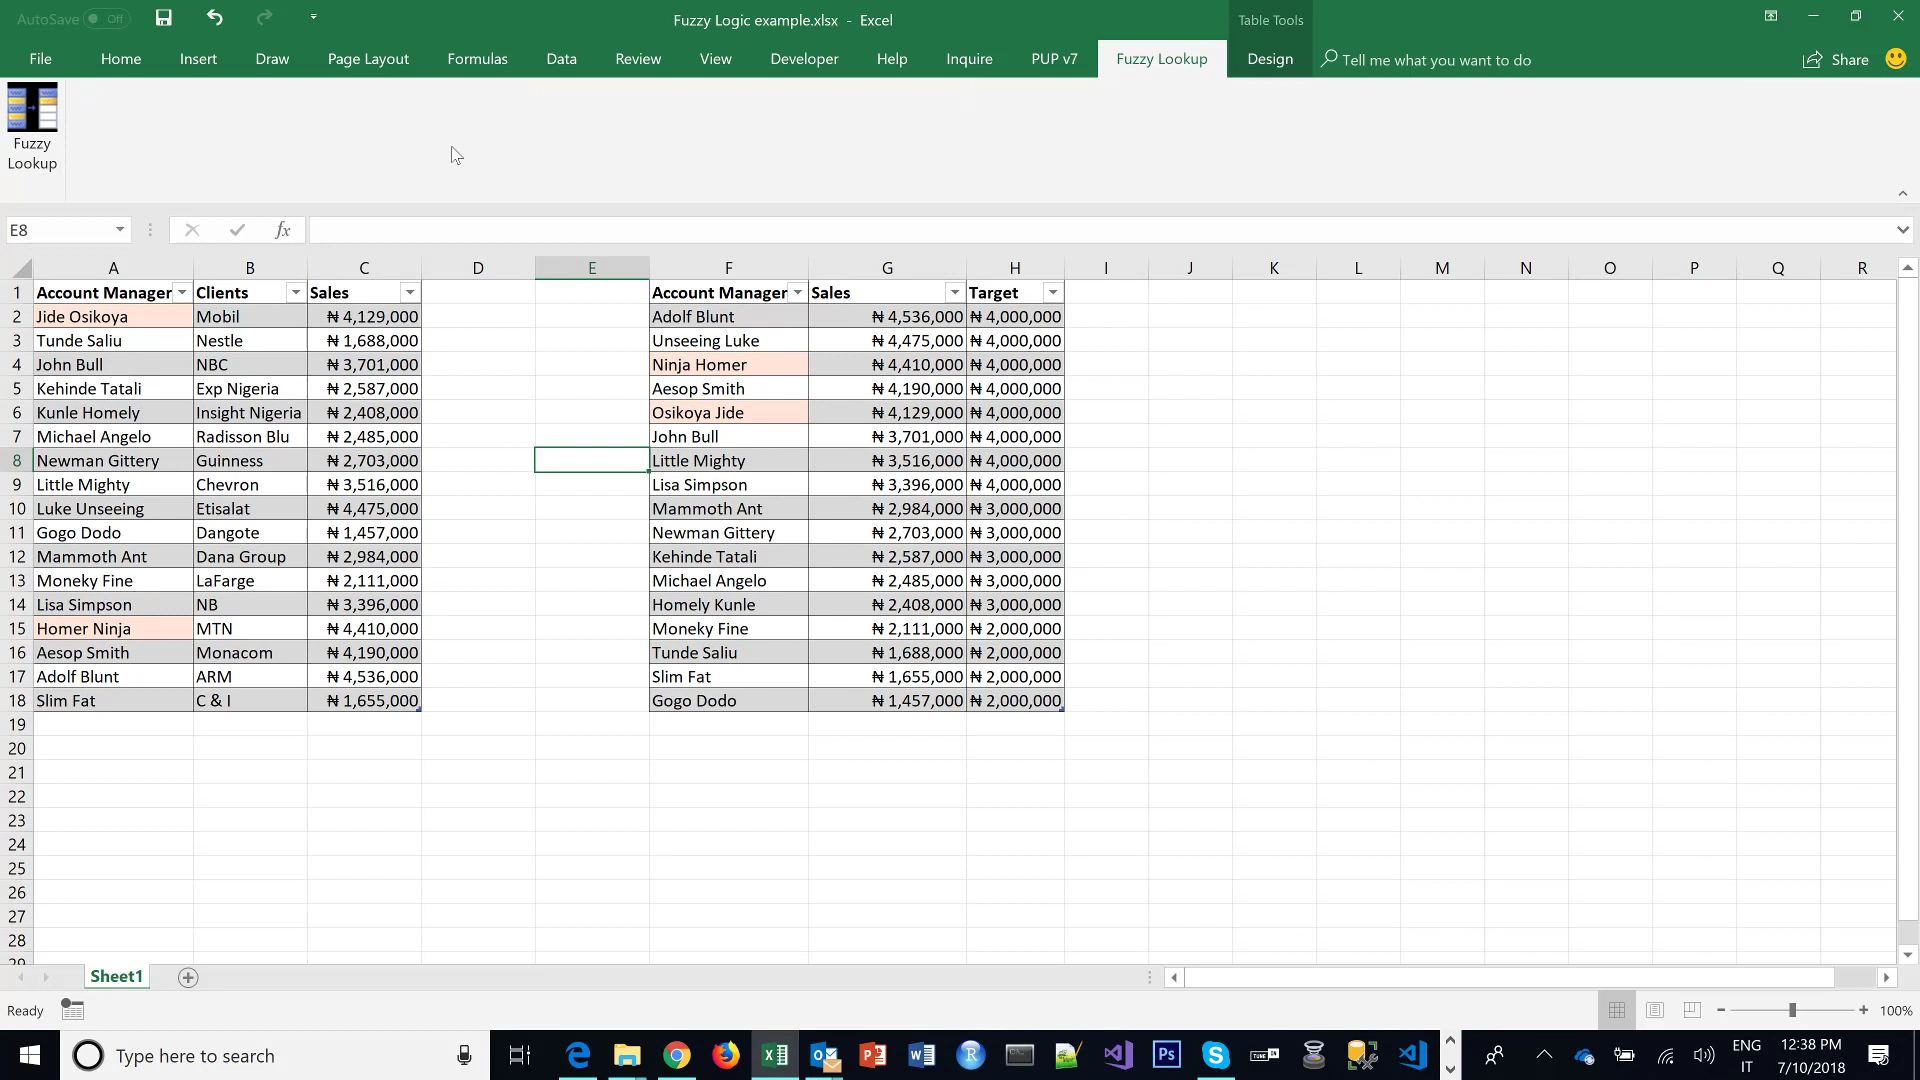 AutoSave Off
Fuzzy Logic example.xlsx - Excel
Table Tools
File Home Insert Draw Page Layout Formulas Data Review View Developer Help Inquire PUP v7 Fuzzy Lookup Design Tell me what you want to do Share
Fuzzy
Lookup
E8 fx
A B C D E F G H I J K L M N O P Q R
1 Account Manager Clients Sales Account Manager Sales Target
2 Jide Osikoya Mobil ₦ 4,129,000 Adolf Blunt ₦ 4,536,000 ₦ 4,000,000
3 Tunde Saliu Nestle ₦ 1,688,000 Unseeing Luke ₦ 4,475,000 ₦ 4,000,000
4 John Bull NBC ₦ 3,701,000 Ninja Homer ₦ 4,410,000 ₦ 4,000,000
5 Kehinde Tatali Exp Nigeria ₦ 2,587,000 Aesop Smith ₦ 4,190,000 ₦ 4,000,000
6 Kunle Homely Insight Nigeria ₦ 2,408,000 Osikoya Jide ₦ 4,129,000 ₦ 4,000,000
7 Michael Angelo Radisson Blu ₦ 2,485,000 John Bull ₦ 3,701,000 ₦ 4,000,000
8 Newman Gittery Guinness ₦ 2,703,000 Little Mighty ₦ 3,516,000 ₦ 4,000,000
9 Little Mighty Chevron ₦ 3,516,000 Lisa Simpson ₦ 3,396,000 ₦ 4,000,000
10 Luke Unseeing Etisalat ₦ 4,475,000 Mammoth Ant ₦ 2,984,000 ₦ 3,000,000
11 Gogo Dodo Dangote ₦ 1,457,000 Newman Gittery ₦ 2,703,000 ₦ 3,000,000
12 Mammoth Ant Dana Group ₦ 2,984,000 Kehinde Tatali ₦ 2,587,000 ₦ 3,000,000
13 Moneky Fine LaFarge ₦ 2,111,000 Michael Angelo ₦ 2,485,000 ₦ 3,000,000
14 Lisa Simpson NB ₦ 3,396,000 Homely Kunle ₦ 2,408,000 ₦ 3,000,000
15 Homer Ninja MTN ₦ 4,410,000 Moneky Fine ₦ 2,111,000 ₦ 2,000,000
16 Aesop Smith Monacom ₦ 4,190,000 Tunde Saliu ₦ 1,688,000 ₦ 2,000,000
17 Adolf Blunt ARM ₦ 4,536,000 Slim Fat ₦ 1,655,000 ₦ 2,000,000
18 Slim Fat C & I ₦ 1,655,000 Gogo Dodo ₦ 1,457,000 ₦ 2,000,000
19
20
21
22
23
24
25
26
27
28
29
Sheet1
Ready 100%
Type here to search
ENG 12:38 PM
IT 7/10/2018